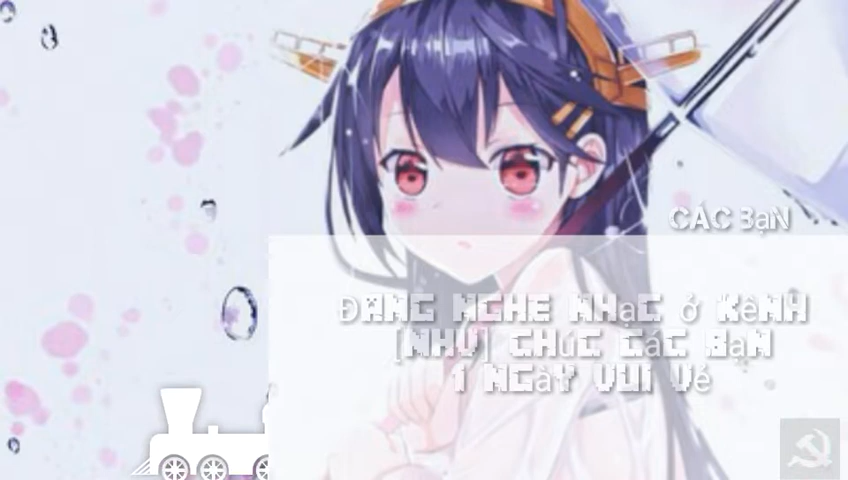 CÁC BạN
ĐANG NGHE NHạC ở KêNH
[NHV] CHúC CáC BạN
1 NGàY VUI Vẻ